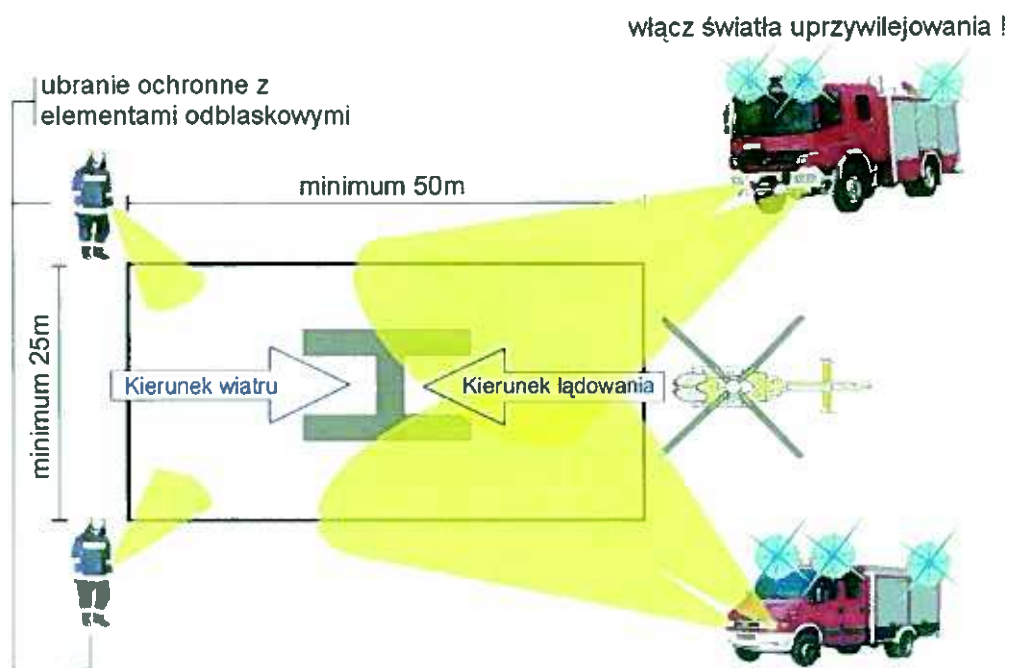 włącz światła uprzywilejowania !
ubranie ochronne z
elementami odblaskowymi
minimum 50m
minimum 25m
Kierunek wiatru
Kierunek lądowania
H